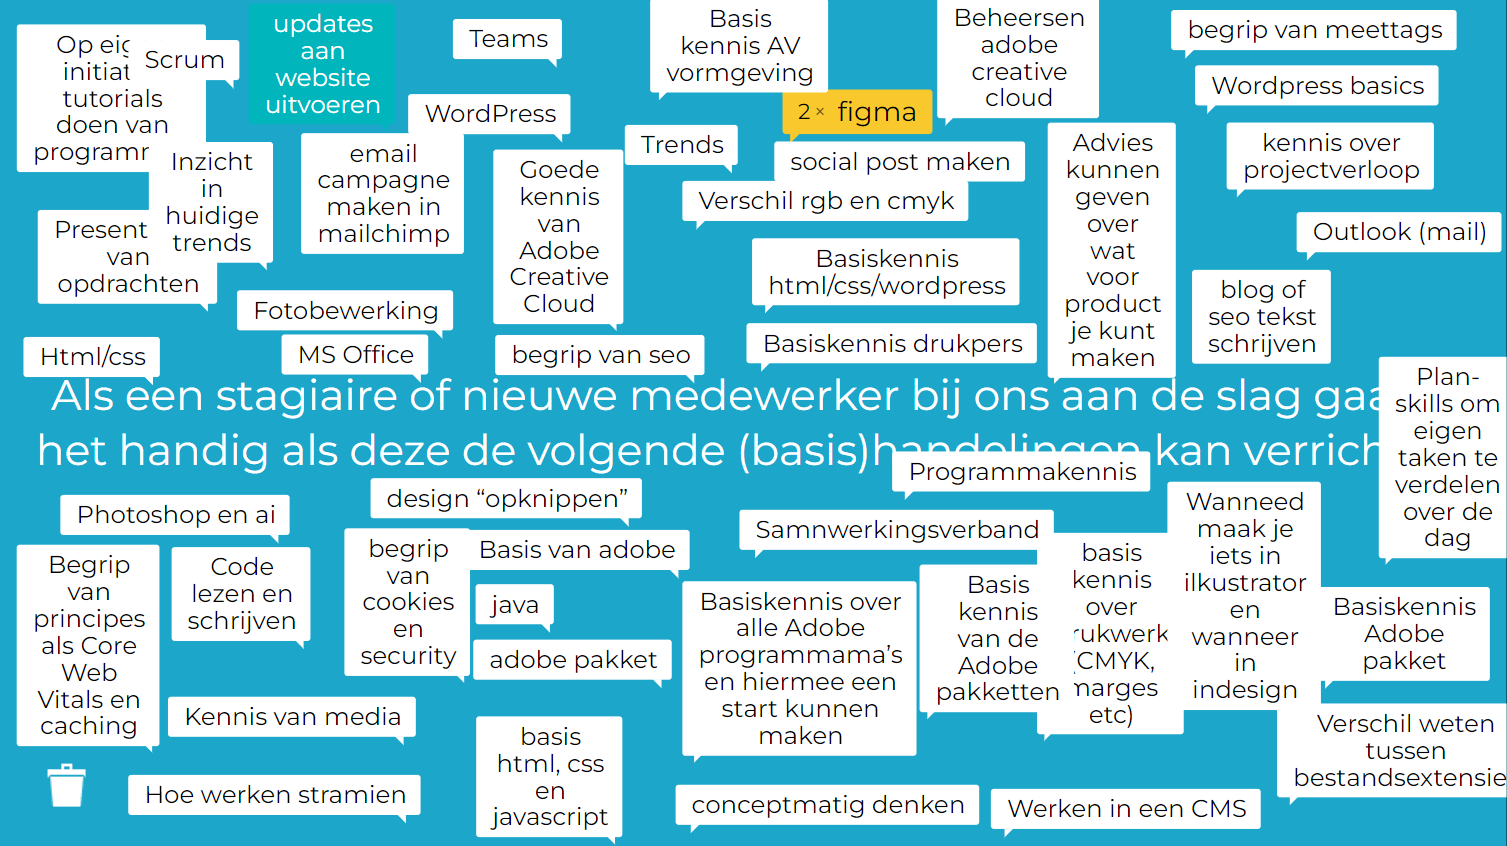 Op eig
initiat
tutorials
doen van
programr
Scrum
updates
aan
website
uitvoeren
Teams
WordPress
Basis
kennis AV
vormgeving
2× figma
Beheersen
adobe
creative
cloud
begrip van meettags
Wordpress basics
Inzicht
in
huidige
trends
email
campagne
maken in
mailchimp
Goede
kennis
van
Adobe
Creative
Cloud
Trends
social post maken
Verschil rgb en cmyk
Advies
kunnen
geven
over
wat
voor
product
je kunt
maken
kennis over
projectverloop
Present
van
opdrachten
Outlook (mail)
Basiskennis
html/css/wordpress
blog of
seo tekst
schrijven
Fotobewerking
Html/css
MS Office
begrip van seo
Basiskennis drukpers
Als een stagiaire of nieuwe medewerker bij ons aan de slag gaa
het handig als deze de volgende (basis)handelingen kan verrich
Plan-
skills om
eigen
taken te
verdelen
over de
dag
Programmakennis
Photoshop en ai
design “opknippen”
Samnwerkingsverband
Wanneed
maak je
iets in
ilkustrator
en
wanneer
in
indesign
Begrip
van
principes
als Core
Web
Vitals en
caching
Code
lezen en
schrijven
begrip
van
cookies
en
security
Basis van adobe
java
adobe pakket
Basiskennis over
alle Adobe
programmama’s
en hiermee een
start kunnen
maken
Basis
kennis
van de
Adobe
pakketten
basis
kennis
over
rukwerk
(CMYK,
marges
etc)
Basiskennis
Adobe
pakket
Kennis van media
basis
html, css
en
javascript
Verschil weten
tussen
bestandsextensie
Hoe werken stramien
conceptmatig denken
Werken in een CMS